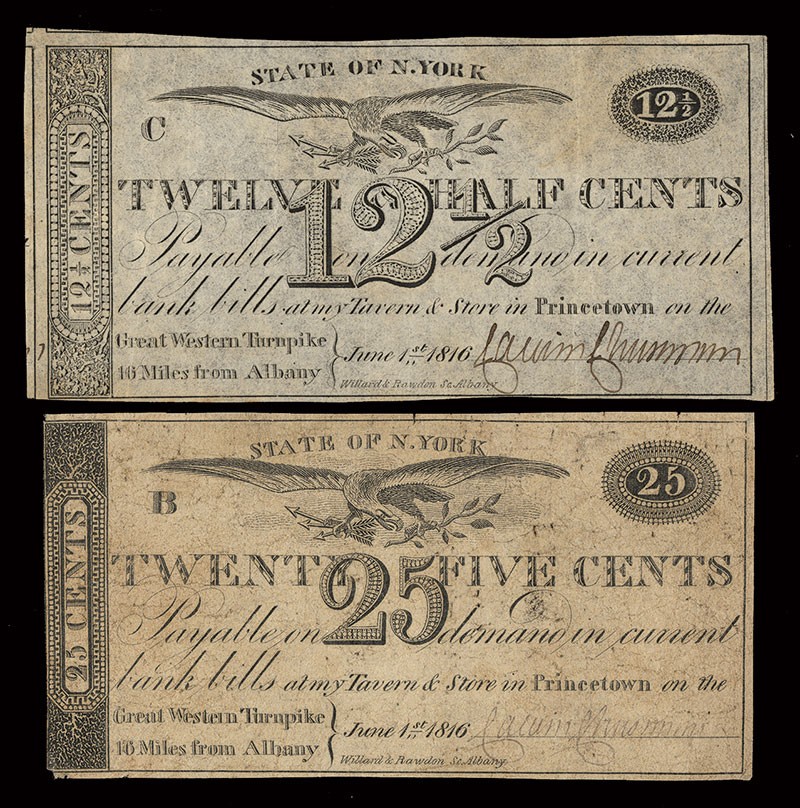 STATE OF N.YORK
C
12½
12½ CENTS
TWELVE & HALF CENTS
12 1/2
Payable on demand in current
bank bills at my Tavern & Store in Princetown on the
Great Western Turnpike
16 Miles from Albany
June 1st 1816
Willard & Rawdon Sc. Albany
STATE OF N.YORK
B
25
25 CENTS
TWENTY FIVE CENTS
25
Payable on demand in current
bank bills at my Tavern & Store in Princetown on the
Great Western Turnpike
16 Miles from Albany
June 1st 1816
Willard & Rawdon Sc. Albany